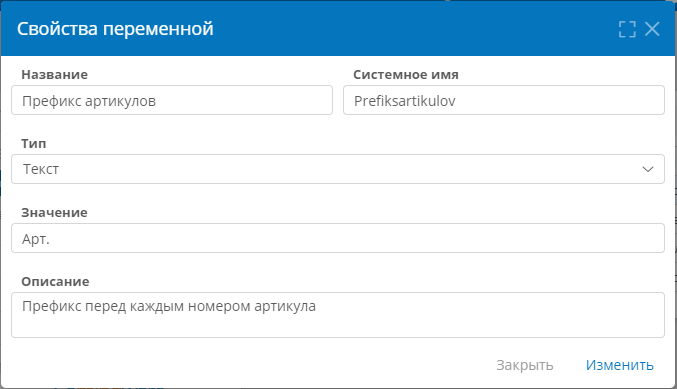 Свойства переменной
Название
Системное имя
Префикс артикулов
Prefiksartikulov
Тип
Текст
Значение
Арт.
Описание
Префикс перед каждым номером артикула
Закрыть
Изменить